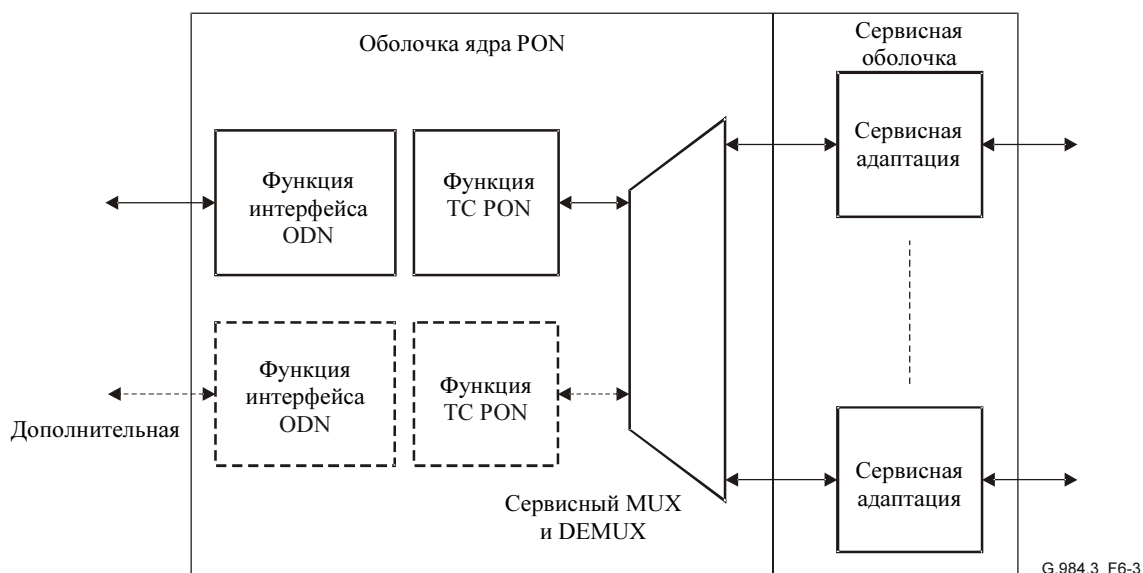 Оболочка ядра PON
Сервисная
оболочка
Функция
интерфейса
ODN
Функция
TC PON
Сервисная
адаптация
Функция
интерфейса
ODN
Функция
TC PON
Дополнительная
Сервисный MUX
и DEMUX
Сервисная
адаптация
G.984.3_F6-3